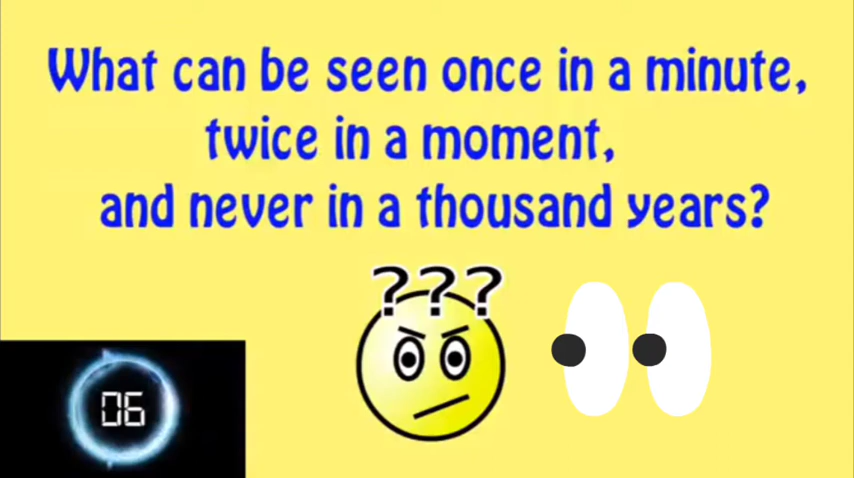 What can be seen once in a minute,
twice in a moment,
and never in a thousand years?
???
06